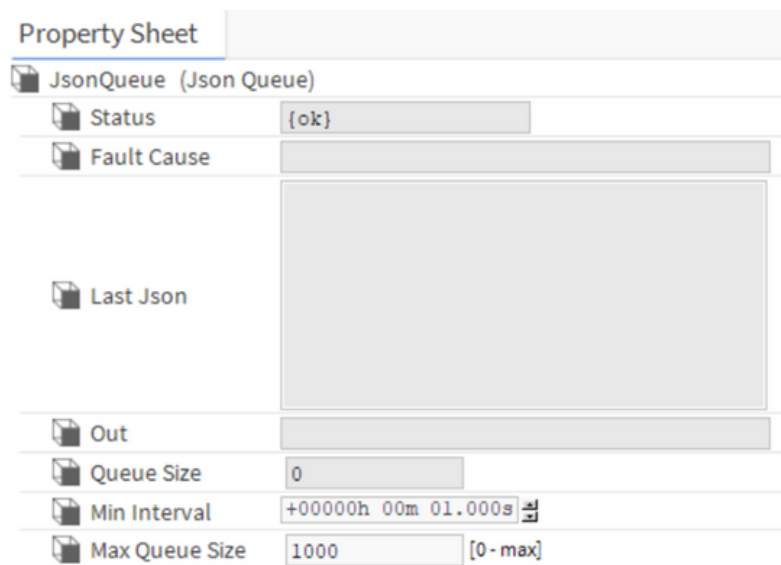 Property Sheet
JsonQueue (Json Queue)
Status {ok}
Fault Cause
Last Json
Out
Queue Size 0
Min Interval +00000h 00m 01.000s
Max Queue Size 1000 [0 - max]